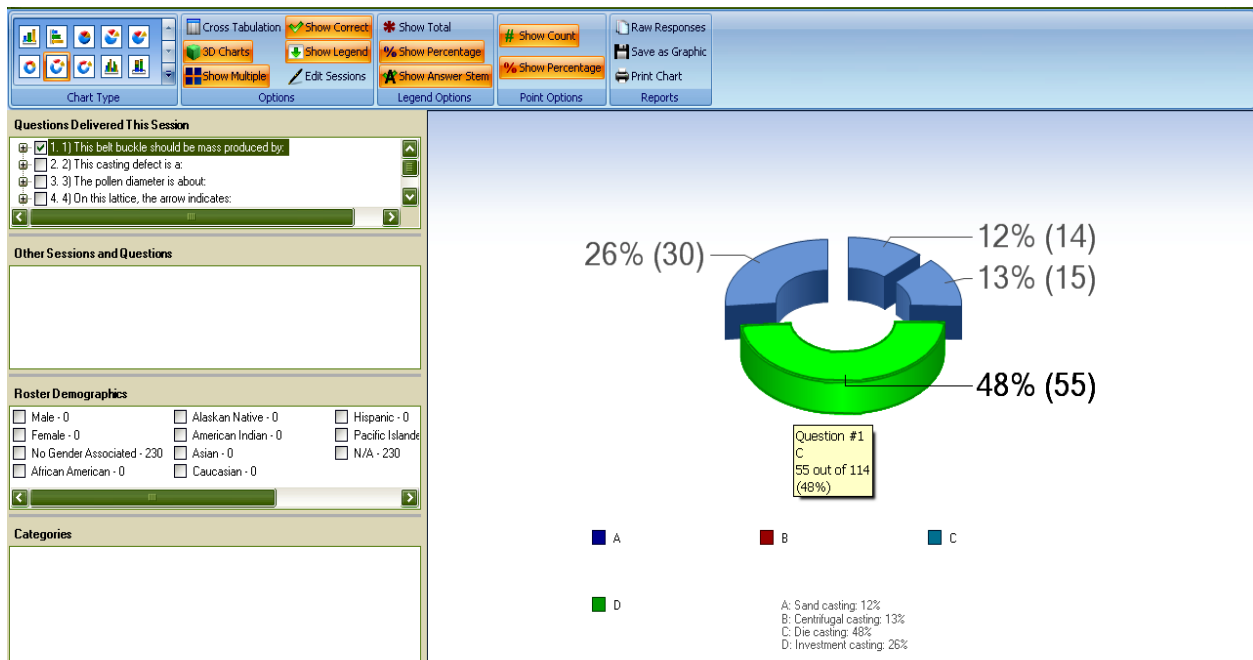 Cross Tabulation
Show Correct
3D Charts
Show Legend
Show Multiple
Edit Sessions
Show Total
% Show Percentage
Show Answer Stem
# Show Count
% Show Percentage
Raw Responses
Save as Graphic
Print Chart
Chart Type
Options
Legend Options
Point Options
Reports
Questions Delivered This Session
1. 1) This belt buckle should be mass produced by:
2. 2) This casting defect is a:
3. 3) The pollen diameter is about:
4. 4) On this lattice, the arrow indicates:
Other Sessions and Questions
Roster Demographics
Male - 0
Alaskan Native - 0
Hispanic - 0
Female - 0
American Indian - 0
Pacific Islande
No Gender Associated - 230
Asian - 0
N/A - 230
African American - 0
Caucasian - 0
Categories
26% (30)
12% (14)
13% (15)
48% (55)
Question #1
C
55 out of 114
(48%)
A
B
C
D
A: Sand casting: 12%
B: Centrifugal casting: 13%
C: Die casting: 48%
D: Investment casting: 26%